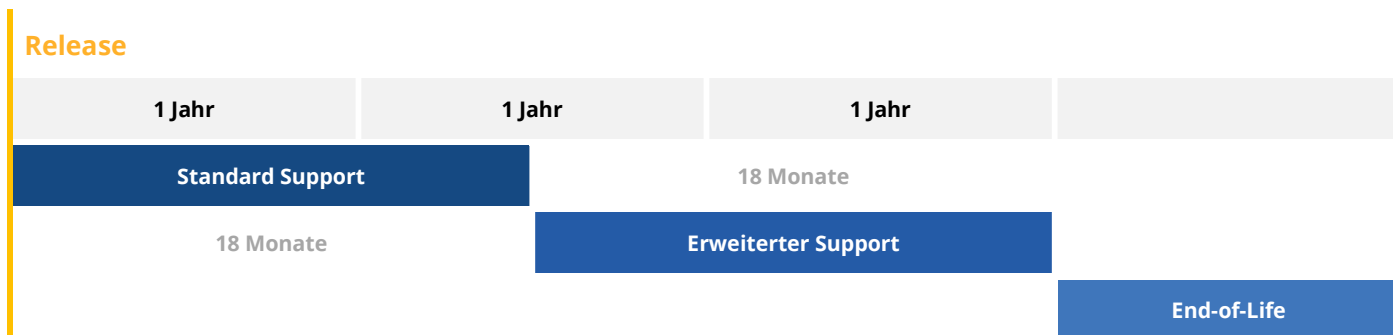 Release
1 Jahr 1 Jahr 1 Jahr
Standard Support 18 Monate
18 Monate Erweiterter Support
End-of-Life